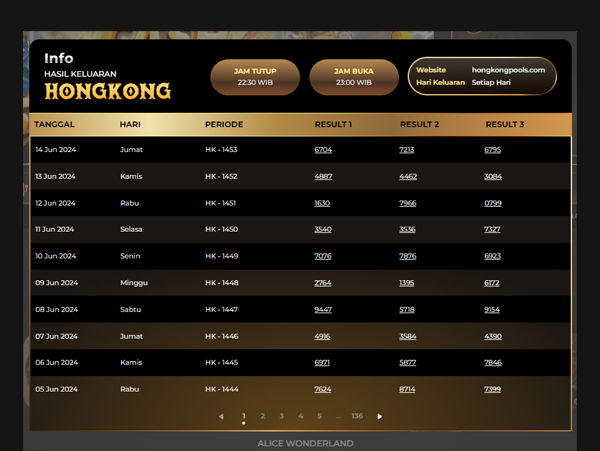 Info
HASIL KELUARAN
HONGKONG
JAM TUTUP
22:30 WIB
JAM BUKA
23:00 WIB
Website hongkongpools.com
Hari Keluaran Setiap Hari
TANGGAL HARI PERIODE RESULT 1 RESULT 2 RESULT 3
14 Jun 2024 Jumat HK - 1453 6704 7213 6795
13 Jun 2024 Kamis HK - 1452 4887 4462 3084
12 Jun 2024 Rabu HK - 1451 1630 7966 0799
11 Jun 2024 Selasa HK - 1450 3540 3536 7327
10 Jun 2024 Senin HK - 1449 7076 7876 6923
09 Jun 2024 Minggu HK - 1448 2764 1395 6172
08 Jun 2024 Sabtu HK - 1447 9447 5718 9154
07 Jun 2024 Jumat HK - 1446 4916 3584 4390
06 Jun 2024 Kamis HK - 1445 6971 5877 7846
05 Jun 2024 Rabu HK - 1444 7624 8714 7399
1 2 3 4 5 ... 136
ALICE WONDERLAND